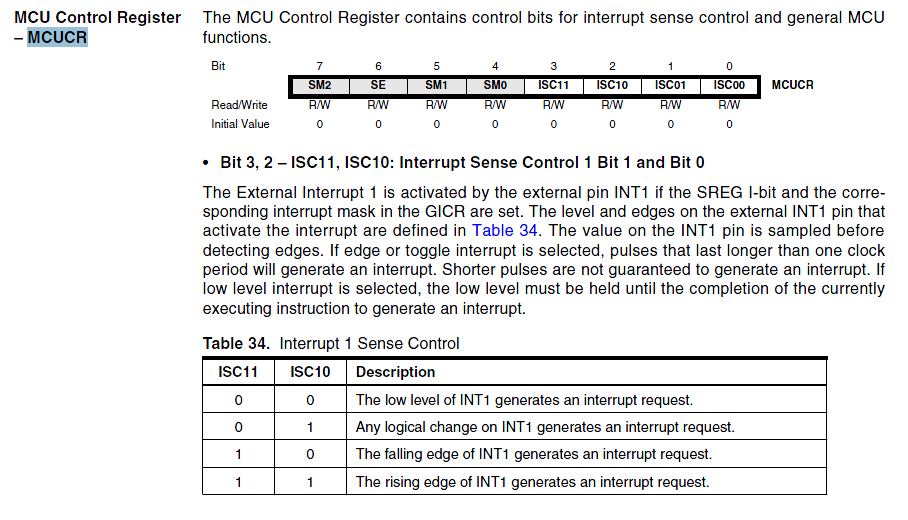 MCU Control Register
– MCUCR
The MCU Control Register contains control bits for interrupt sense control and general MCU
functions.
Bit 7 6 5 4 3 2 1 0
SM2 SE SM1 SM0 ISC11 ISC10 ISC01 ISC00 MCUCR
Read/Write R/W R/W R/W R/W R/W R/W R/W R/W
Initial Value 0 0 0 0 0 0 0 0
• Bit 3, 2 – ISC11, ISC10: Interrupt Sense Control 1 Bit 1 and Bit 0
The External Interrupt 1 is activated by the external pin INT1 if the SREG I-bit and the corre-
sponding interrupt mask in the GICR are set. The level and edges on the external INT1 pin that
activate the interrupt are defined in Table 34. The value on the INT1 pin is sampled before
detecting edges. If edge or toggle interrupt is selected, pulses that last longer than one clock
period will generate an interrupt. Shorter pulses are not guaranteed to generate an interrupt. If
low level interrupt is selected, the low level must be held until the completion of the currently
executing instruction to generate an interrupt.
Table 34. Interrupt 1 Sense Control
ISC11 ISC10 Description
0 0 The low level of INT1 generates an interrupt request.
0 1 Any logical change on INT1 generates an interrupt request.
1 0 The falling edge of INT1 generates an interrupt request.
1 1 The rising edge of INT1 generates an interrupt request.